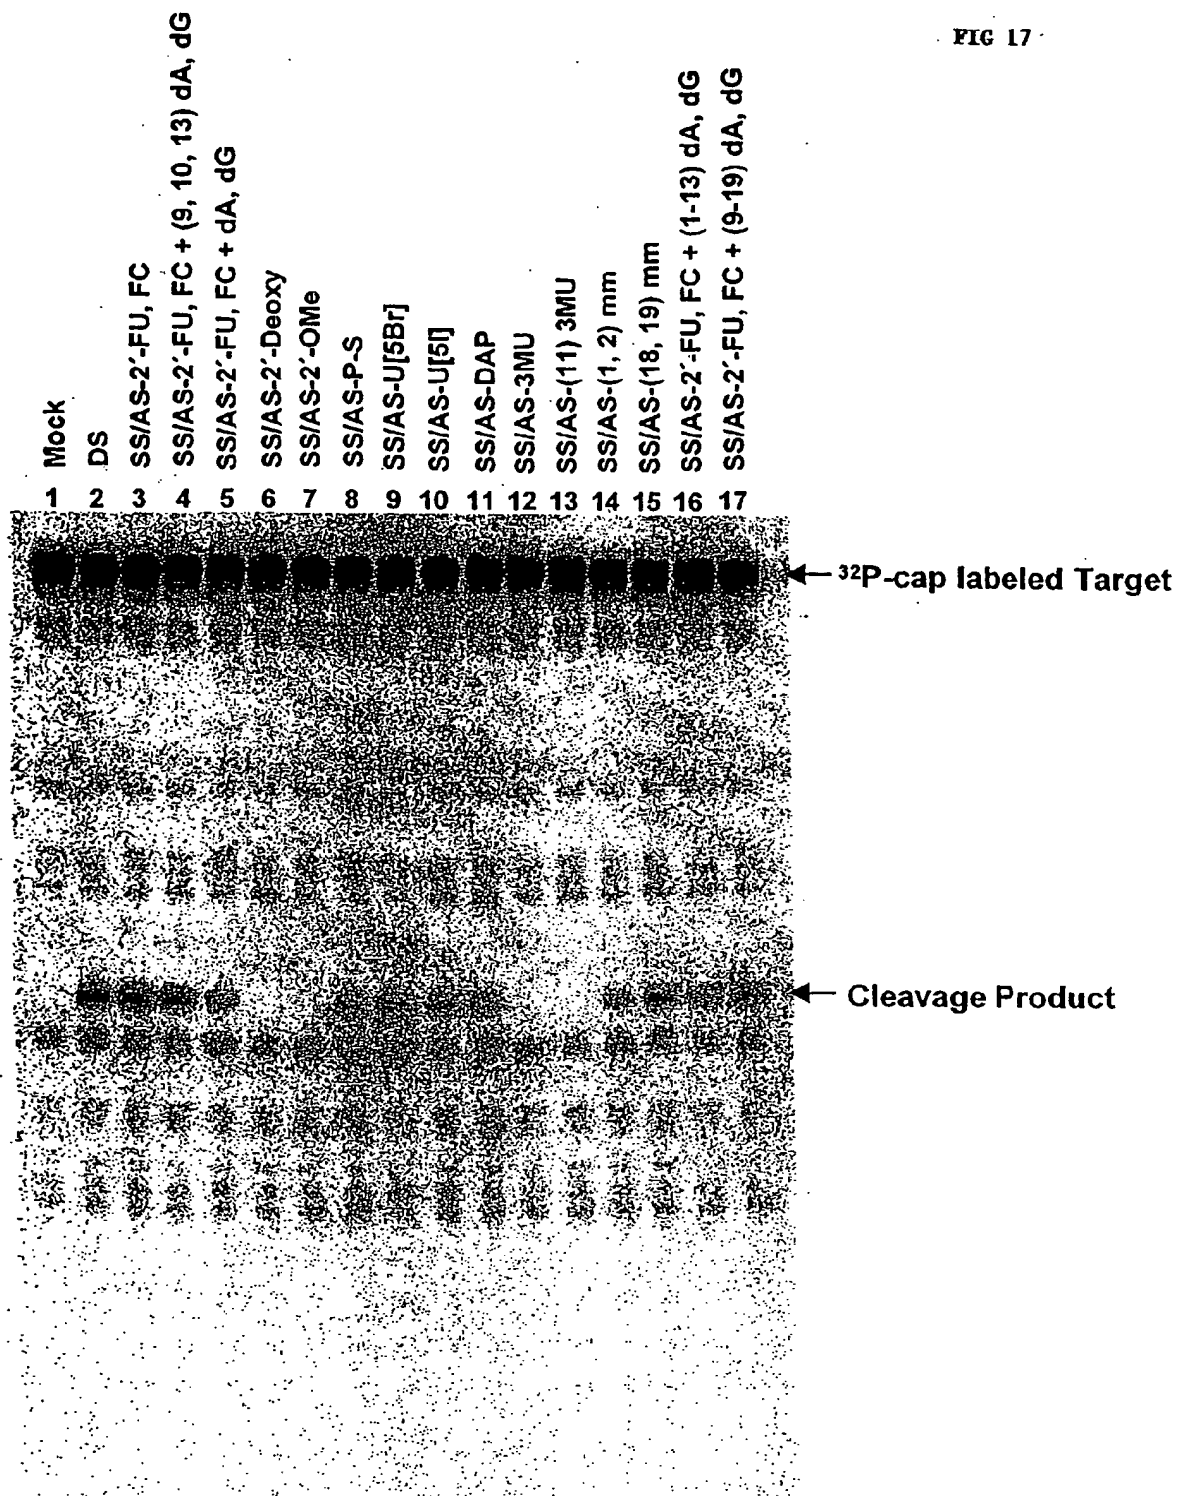 FIG 17
Mock
DS
SS/AS-2´-FU, FC
SS/AS-2´-FU, FC + (9, 10, 13) dA, dG
SS/AS-2´-FU, FC + dA, dG
SS/AS-2´-Deoxy
SS/AS-2´-OMe
SS/AS-P-S
SS/AS-U[5Br]
SS/AS-U[5I]
SS/AS-DAP
SS/AS-3MU
SS/AS-(11) 3MU
SS/AS-(1, 2) mm
SS/AS-(18, 19) mm
SS/AS-2´-FU, FC + (1-13) dA, dG
SS/AS-2´-FU, FC + (9-19) dA, dG
1 2 3 4 5 6 7 8 9 10 11 12 13 14 15 16 17
³²P-cap labeled Target
Cleavage Product